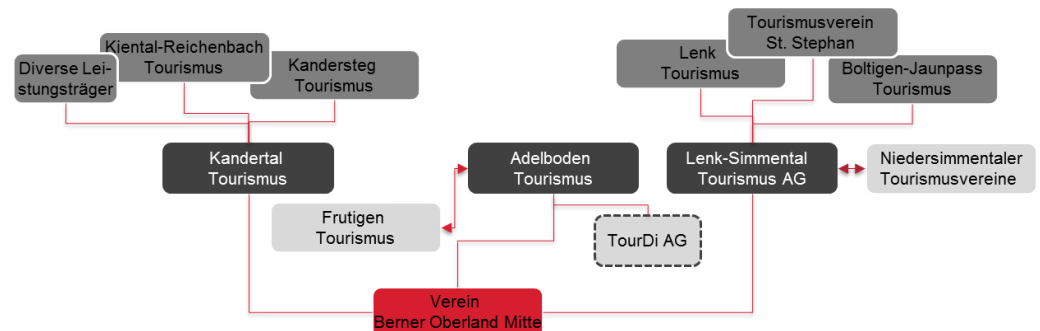 Diverse Lei-
stungsträger
Kiental-Reichenbach
Tourismus
Kandersteg
Tourismus
Lenk
Tourismus
Tourismusverein
St. Stephan
Boltigen-Jaunpass
Tourismus
Kandertal
Tourismus
Adelboden
Tourismus
Lenk-Simmental
Tourismus AG
Niedersimmentaler
Tourismusvereine
Frutigen
Tourismus
TourDi AG
Verein
Berner Oberland Mitte